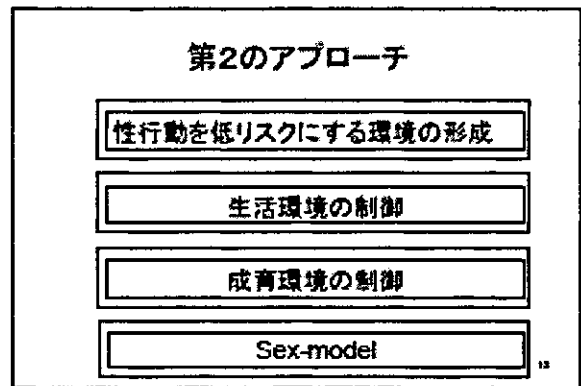 第2のアプローチ
性行動を低リスクにする環境の形成
生活環境の制御
成育環境の制御
Sex-model
13